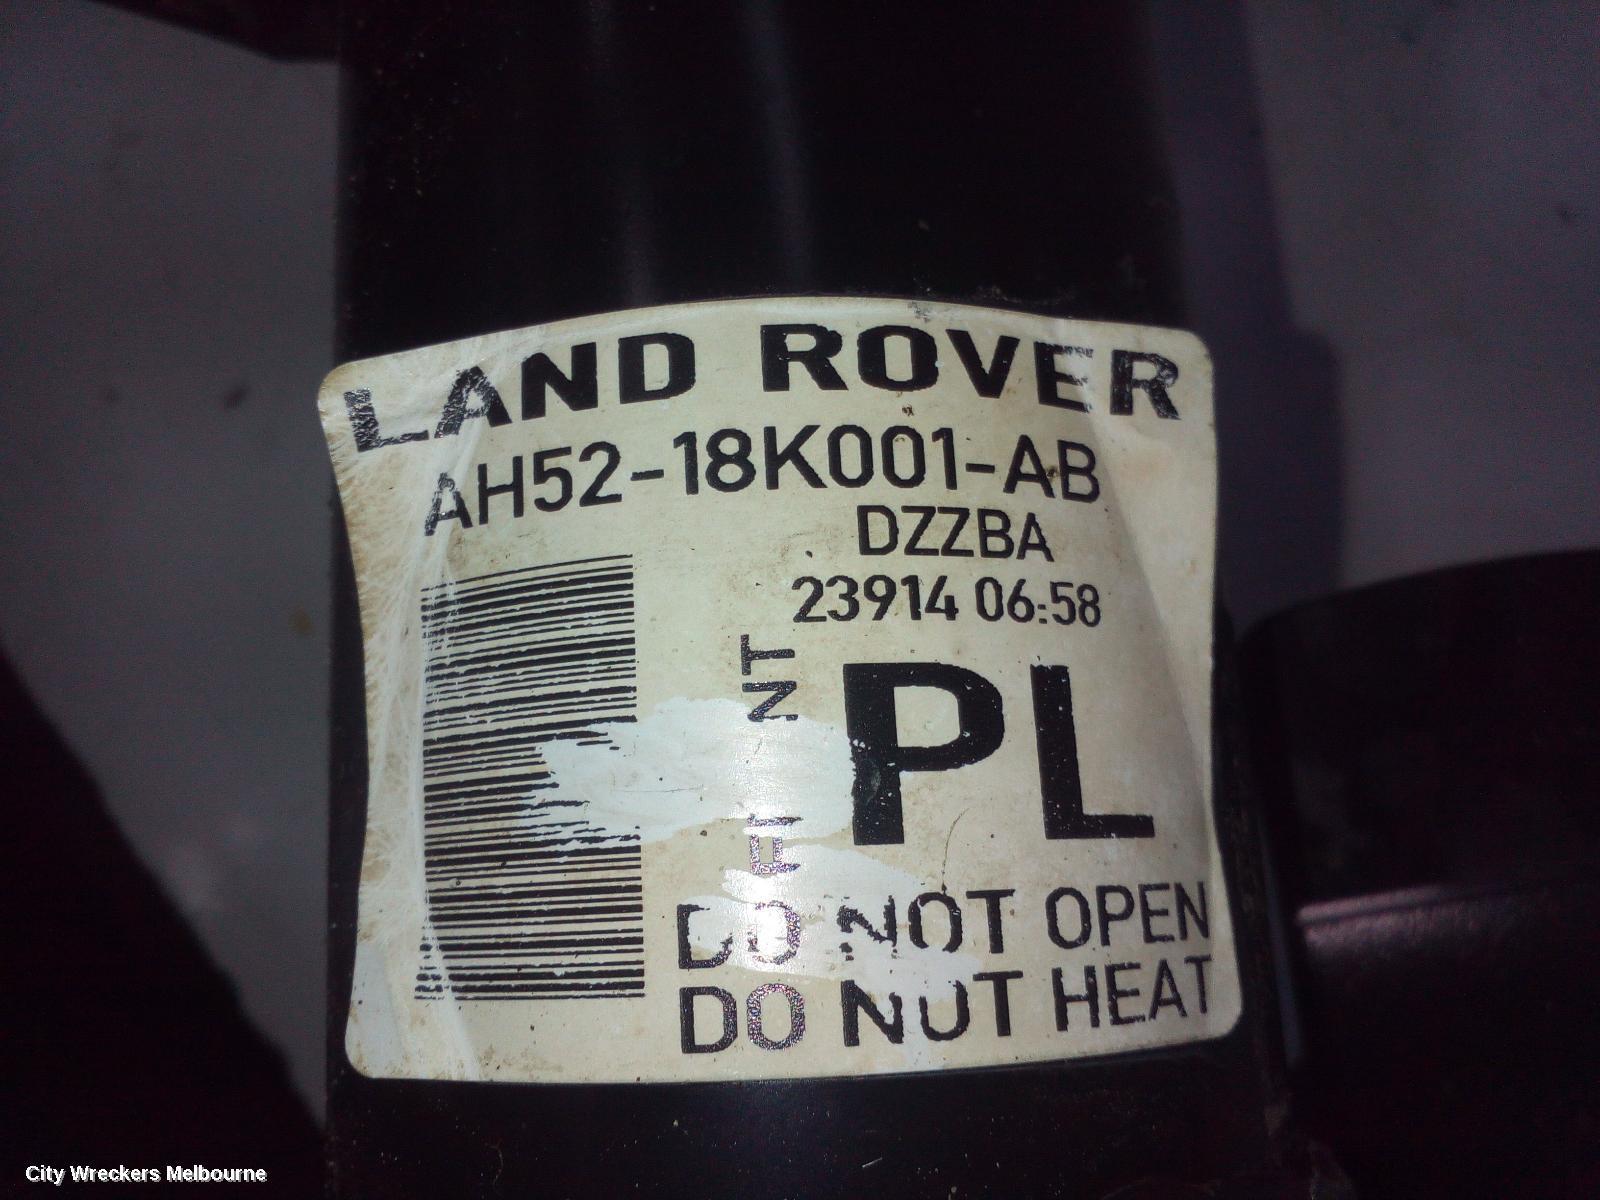 LAND ROVER
AH52-18K001-AB
DZZBA
23914 06:58
PL
DO NOT OPEN
DO NOT HEAT
City Wreckers Melbourne